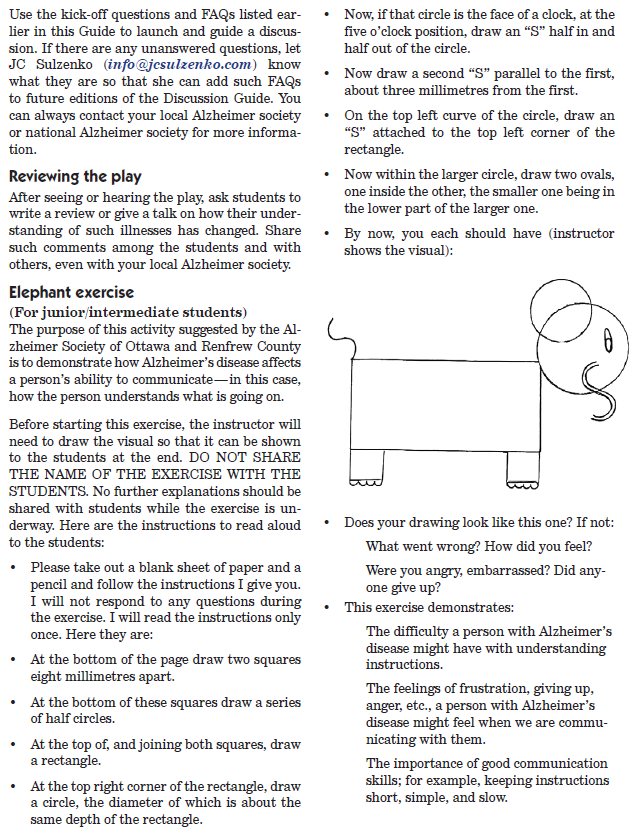 Use the kick-off questions and FAQs listed ear-
lier in this Guide to launch and guide a discus-
sion. If there are any unanswered questions, let
JC Sulzenko (info@jcsulzenko.com) know
what they are so that she can add such FAQs
to future editions of the Discussion Guide. You
can always contact your local Alzheimer society
or national Alzheimer society for more informa-
tion.
Reviewing the play
After seeing or hearing the play, ask students to
write a review or give a talk on how their under-
standing of such illnesses has changed. Share
such comments among the students and with
others, even with your local Alzheimer society.
Elephant exercise
(For junior/intermediate students)
The purpose of this activity suggested by the Al-
zheimer Society of Ottawa and Renfrew County
is to demonstrate how Alzheimer's disease affects
a person's ability to communicate—in this case,
how the person understands what is going on.
Before starting this exercise, the instructor will
need to draw the visual so that it can be shown
to the students at the end. DO NOT SHARE
THE NAME OF THE EXERCISE WITH THE
STUDENTS. No further explanations should be
shared with students while the exercise is un-
derway. Here are the instructions to read aloud
to the students:
• Please take out a blank sheet of paper and a
pencil and follow the instructions I give you.
I will not respond to any questions during
the exercise. I will read the instructions only
once. Here they are:
• At the bottom of the page draw two squares
eight millimetres apart.
• At the bottom of these squares draw a series
of half circles.
• At the top of, and joining both squares, draw
a rectangle.
• At the top right corner of the rectangle, draw
a circle, the diameter of which is about the
same depth of the rectangle.
• Now, if that circle is the face of a clock, at the
five o'clock position, draw an "S" half in and
half out of the circle.
• Now draw a second "S" parallel to the first,
about three millimetres from the first.
• On the top left curve of the circle, draw an
"S" attached to the top left corner of the
rectangle.
• Now within the larger circle, draw two ovals,
one inside the other, the smaller one being in
the lower part of the larger one.
• By now, you each should have (instructor
shows the visual):
• Does your drawing look like this one? If not:
What went wrong? How did you feel?
Were you angry, embarrassed? Did any-
one give up?
• This exercise demonstrates:
The difficulty a person with Alzheimer's
disease might have with understanding
instructions.
The feelings of frustration, giving up,
anger, etc., a person with Alzheimer's
disease might feel when we are commu-
nicating with them.
The importance of good communication
skills; for example, keeping instructions
short, simple, and slow.